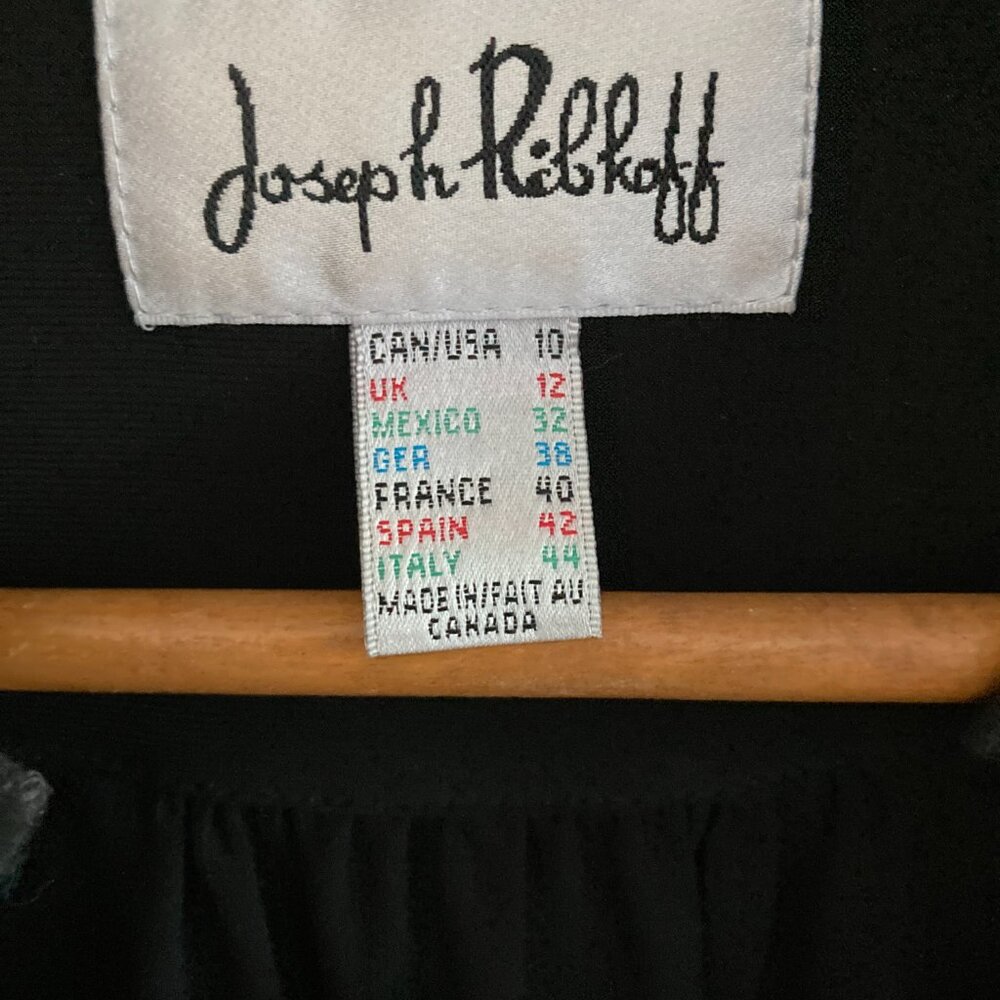 Joseph Ribkoff
CAN/USA 10
UK 12
MEXICO 32
GER 38
FRANCE 40
SPAIN 42
ITALY 44
MADE IN/FAIT AU
CANADA